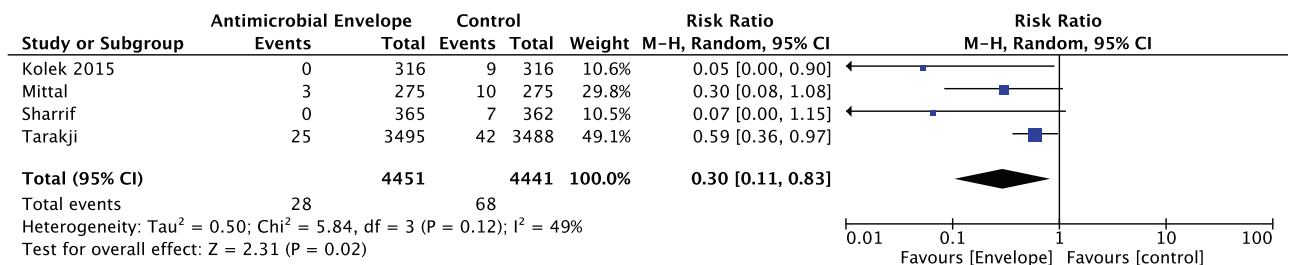 Antimicrobial Envelope Control Risk Ratio Risk Ratio
Study or Subgroup Events Total Events Total Weight M-H, Random, 95% CI M-H, Random, 95% CI
Kolek 2015 0 316 9 316 10.6% 0.05 [0.00, 0.90]
Mittal 3 275 10 275 29.8% 0.30 [0.08, 1.08]
Sharrif 0 365 7 362 10.5% 0.07 [0.00, 1.15]
Tarakji 25 3495 42 3488 49.1% 0.59 [0.36, 0.97]
Total (95% CI) 4451 4441 100.0% 0.30 [0.11, 0.83]
Total events 28 68
Heterogeneity: Tau² = 0.50; Chi² = 5.84, df = 3 (P = 0.12); I² = 49%
Test for overall effect: Z = 2.31 (P = 0.02)
0.01 0.1 1 10 100
Favours [Envelope] Favours [control]